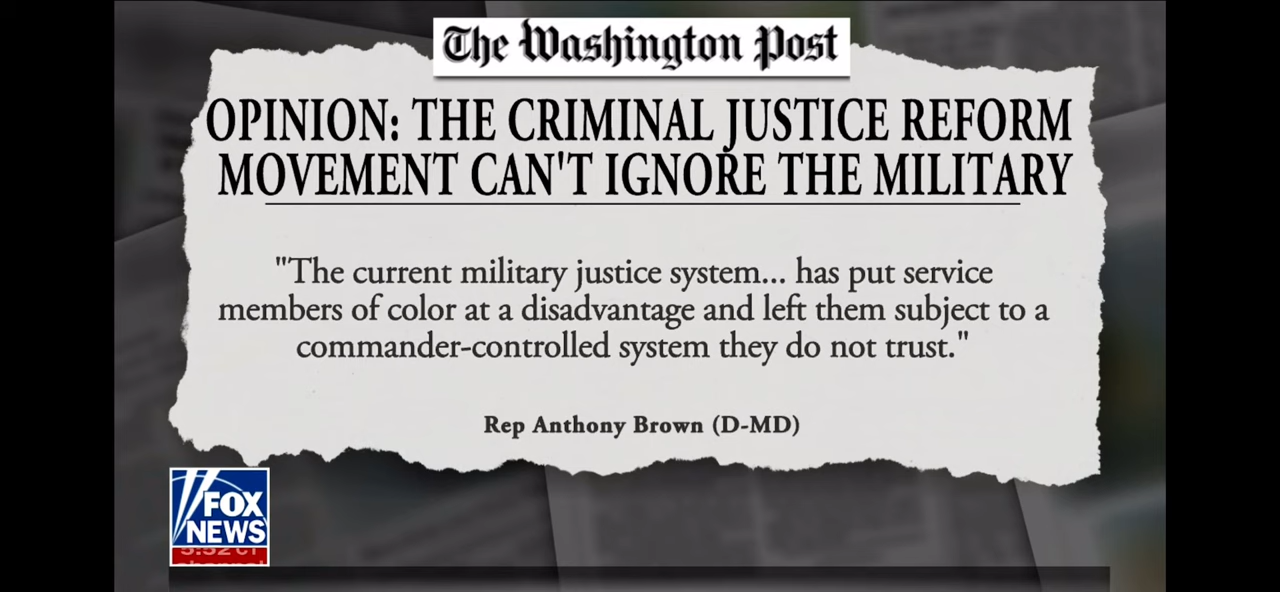 The Washington Post
OPINION: THE CRIMINAL JUSTICE REFORM
MOVEMENT CAN'T IGNORE THE MILITARY
"The current military justice system... has put service
members of color at a disadvantage and left them subject to a
commander-controlled system they do not trust."
Rep Anthony Brown (D-MD)
FOX
NEWS